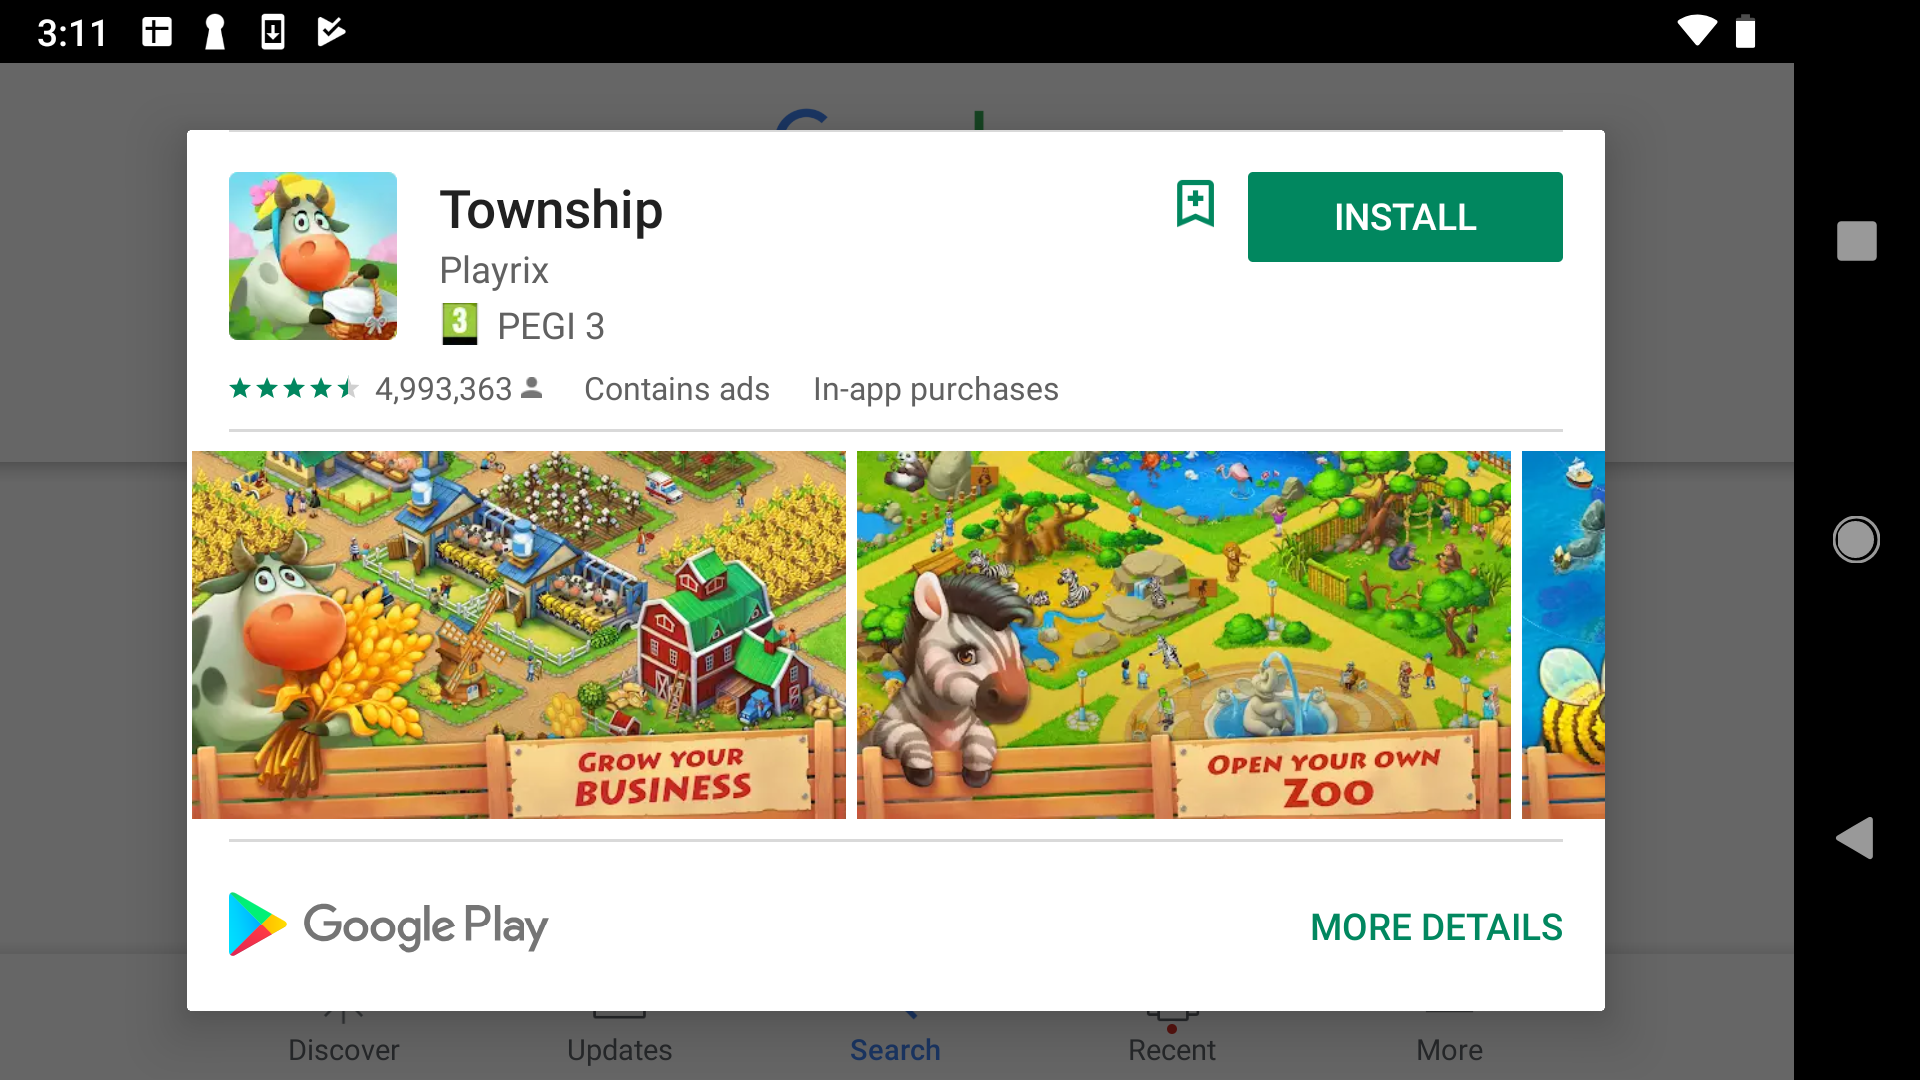 3:11
Township
INSTALL
Playrix
3 PEGI 3
4,993,363 Contains ads In-app purchases
GROW YOUR
BUSINESS
OPEN YOUR OWN
ZOO
Google Play
MORE DETAILS
Discover Updates Search Recent More